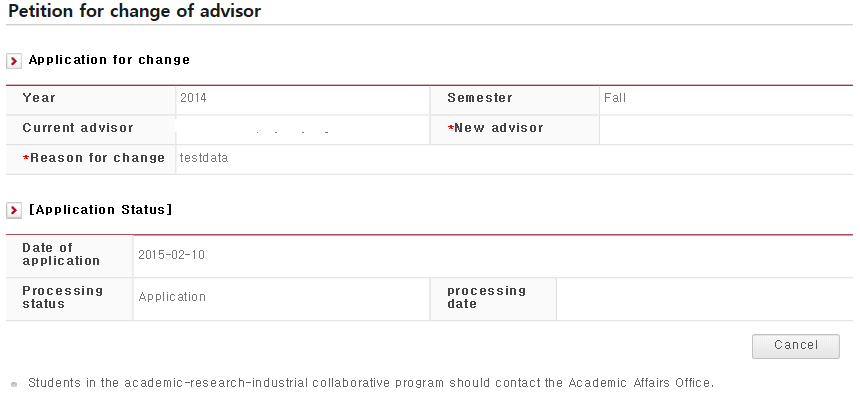 Petition for change of advisor
Application for change
Year 2014 Semester Fall
Current advisor *New advisor
*Reason for change testdata
[Application Status]
Date of
application 2015-02-10
Processing
status Application processing
date
Cancel
Students in the academic-research-industrial collaborative program should contact the Academic Affairs Office.